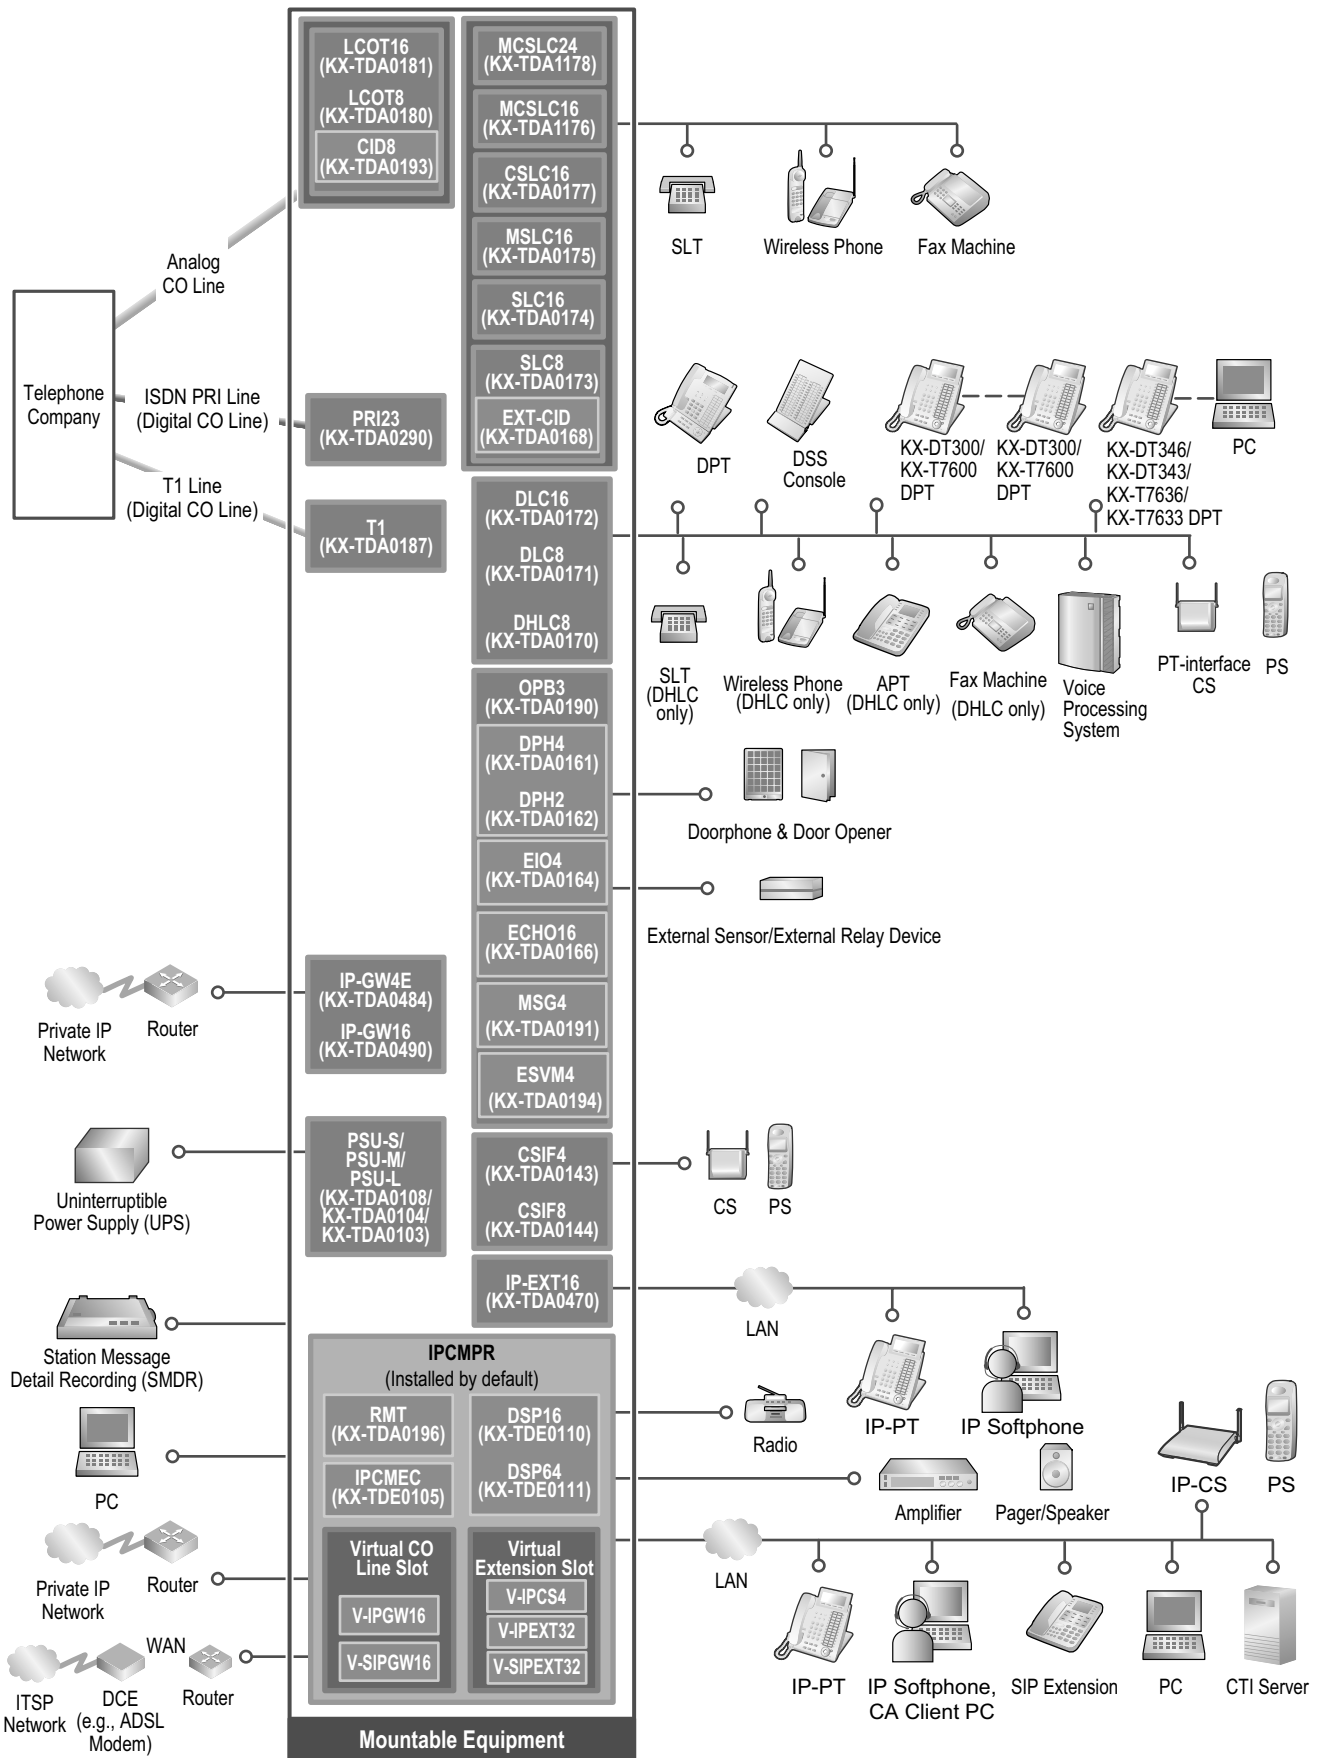 LCOT16
(KX-TDA0181)
LCOT8
(KX-TDA0180)
CID8
(KX-TDA0193)
MCSLC24
(KX-TDA1178)
MCSLC16
(KX-TDA1176)
CSLC16
(KX-TDA0177)
MSLC16
(KX-TDA0175)
SLC16
(KX-TDA0174)
SLC8
(KX-TDA0173)
EXT-CID
(KX-TDA0168)
SLT
Wireless Phone
Fax Machine
Analog
CO Line
Telephone
Company
ISDN PRI Line
(Digital CO Line)
PRI23
(KX-TDA0290)
T1 Line
(Digital CO Line)
T1
(KX-TDA0187)
DPT
DSS
Console
KX-DT300/
KX-T7600
DPT
KX-DT300/
KX-T7600
DPT
KX-DT346/
KX-DT343/
KX-T7636/
KX-T7633 DPT
PC
DLC16
(KX-TDA0172)
DLC8
(KX-TDA0171)
DHLC8
(KX-TDA0170)
SLT
(DHLC
only)
Wireless Phone
(DHLC only)
APT
(DHLC only)
Fax Machine
(DHLC only)
Voice
Processing
System
PT-interface
CS
PS
OPB3
(KX-TDA0190)
DPH4
(KX-TDA0161)
DPH2
(KX-TDA0162)
Doorphone & Door Opener
EIO4
(KX-TDA0164)
External Sensor/External Relay Device
ECHO16
(KX-TDA0166)
MSG4
(KX-TDA0191)
ESVM4
(KX-TDA0194)
Private IP
Network
Router
IP-GW4E
(KX-TDA0484)
IP-GW16
(KX-TDA0490)
Uninterruptible
Power Supply (UPS)
PSU-S/
PSU-M/
PSU-L
(KX-TDA0108/
KX-TDA0104/
KX-TDA0103)
CSIF4
(KX-TDA0143)
CSIF8
(KX-TDA0144)
CS
PS
IP-EXT16
(KX-TDA0470)
LAN
IP-PT
IP Softphone
Station Message
Detail Recording (SMDR)
IPCMPR
(Installed by default)
RMT
(KX-TDA0196)
IPCMEC
(KX-TDE0105)
DSP16
(KX-TDE0110)
DSP64
(KX-TDE0111)
Radio
Amplifier
Pager/Speaker
IP-CS
PS
PC
Private IP
Network
Router
Virtual CO
Line Slot
V-IPGW16
V-SIPGW16
Virtual
Extension Slot
V-IPCS4
V-IPEXT32
V-SIPEXT32
LAN
IP-PT
IP Softphone,
CA Client PC
SIP Extension
PC
CTI Server
WAN
ITSP
Network
DCE
(e.g., ADSL
Modem)
Router
Mountable Equipment